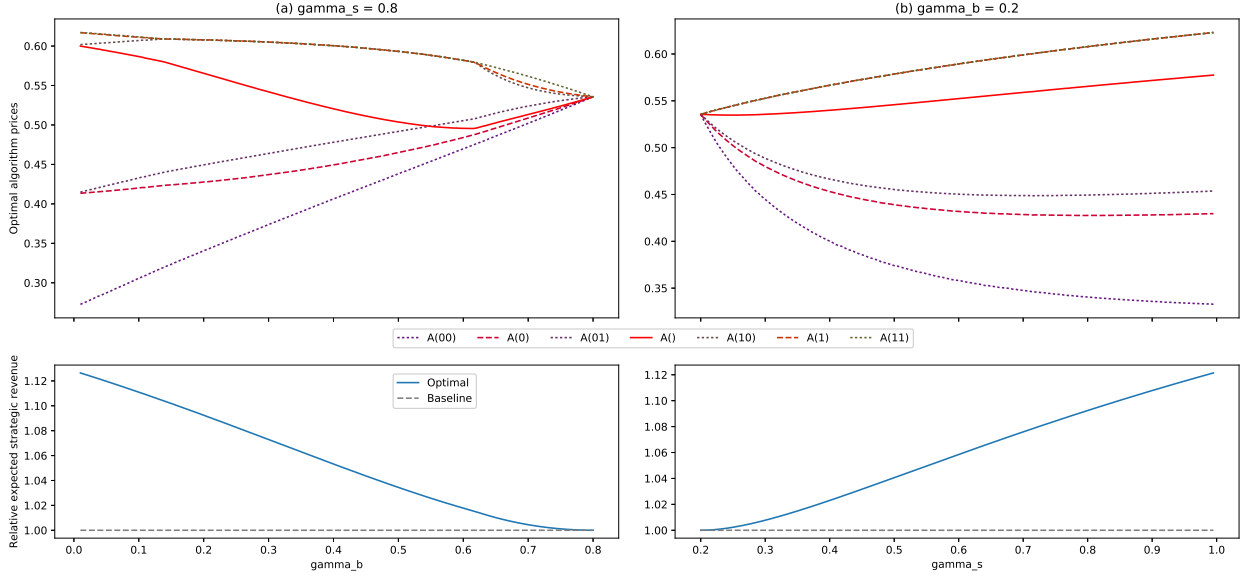 (a) gamma_s = 0.8
(b) gamma_b = 0.2
Optimal algorithm prices
0.60
0.55
0.50
0.45
0.40
0.35
0.30
0.60
0.55
0.50
0.45
0.40
0.35
A(00) A(0) A(01) A() A(10) A(1) A(11)
Relative expected strategic revenue
1.12
1.10
1.08
1.06
1.04
1.02
1.00
Optimal
Baseline
1.12
1.10
1.08
1.06
1.04
1.02
1.00
0.0 0.1 0.2 0.3 0.4 0.5 0.6 0.7 0.8
gamma_b
0.2 0.3 0.4 0.5 0.6 0.7 0.8 0.9 1.0
gamma_s